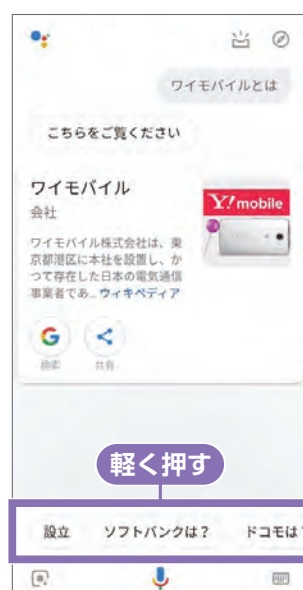 ワイモバイルとは
こちらをご覧ください
ワイモバイル
会社
Y!mobile
ワイモバイル株式会社は、東
京都港区に本社を設置し、か
つて存在した日本の電気通信
事業者であ... ウィキペディア
G
検索 共有
軽く押す
設立 ソフトバンクは？ ドコモは？